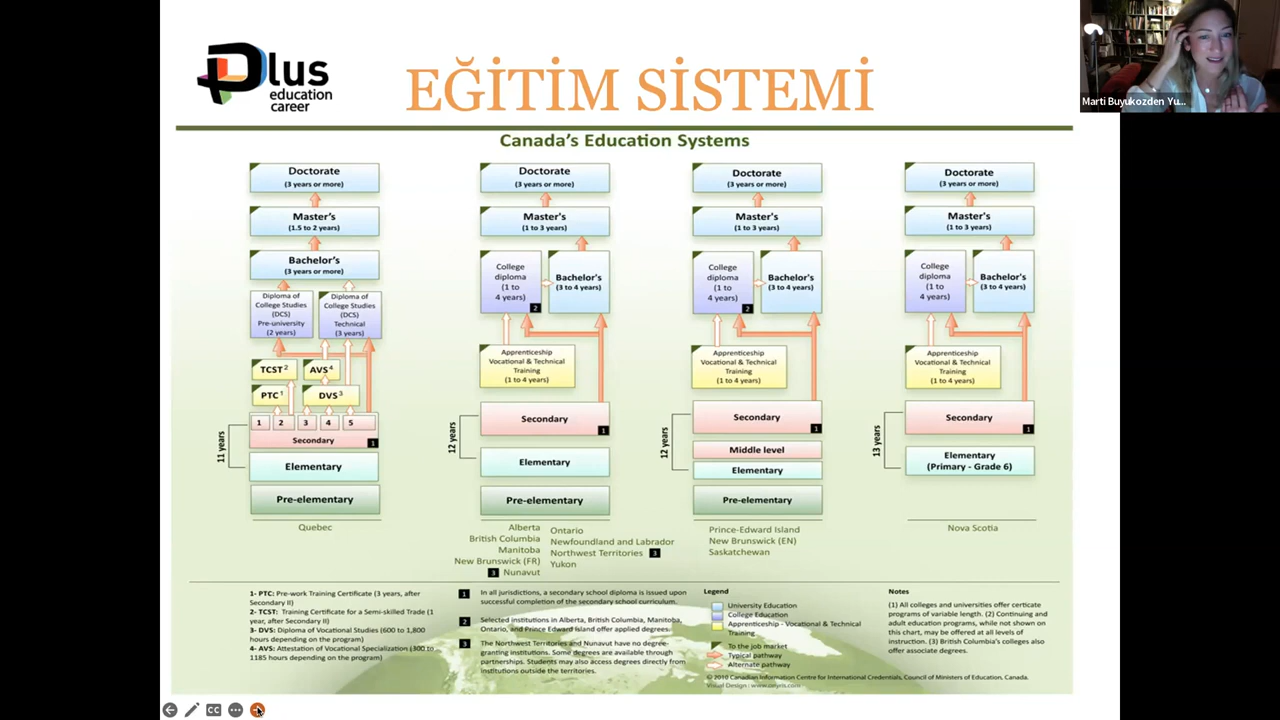 Plus
education
career
EĞİTİM SİSTEMİ
Marti Buyukozden Yu...
Canada's Education Systems
Doctorate
(3 years or more)
Master's
(1.5 to 2 years)
Bachelor's
(3 years or more)
Diploma of
College Studies
(DCS)
Pre-university
(2 years)
Diploma of
College Studies
(DCS)
Technical
(3 years)
TCST 2
AVS 4
PTC 1
DVS 3
1 2 3 4 5
Secondary 1
11 years
Elementary
Pre-elementary
Quebec
Doctorate
(3 years or more)
Master's
(1 to 3 years)
College
diploma
(1 to
4 years)
2
Bachelor's
(3 to 4 years)
Apprenticeship
Vocational & Technical
Training
(1 to 4 years)
Secondary
1
12 years
Elementary
Pre-elementary
Alberta
British Columbia
Manitoba
New Brunswick (FR)
3 Nunavut
Ontario
Newfoundland and Labrador
Northwest Territories 3
Yukon
Doctorate
(3 years or more)
Master's
(1 to 3 years)
College
diploma
(1 to
4 years)
2
Bachelor's
(3 to 4 years)
Apprenticeship
Vocational & Technical
Training
(1 to 4 years)
Secondary
1
12 years
Middle level
Elementary
Pre-elementary
Prince-Edward Island
New Brunswick (EN)
Saskatchewan
Doctorate
(3 years or more)
Master's
(1 to 3 years)
College
diploma
(1 to
4 years)
Bachelor's
(3 to 4 years)
Apprenticeship
Vocational & Technical
Training
(1 to 4 years)
Secondary
1
13 years
Elementary
(Primary - Grade 6)
Nova Scotia
1- PTC: Pre-work Training Certificate (3 years, after
Secondary II)
2- TCST: Training Certificate for a Semi-skilled Trade (1
year, after Secondary II)
3- DVS: Diploma of Vocational Studies (600 to 1,800
hours depending on the program)
4- AVS: Attestation of Vocational Specialization (300 to
1185 hours depending on the program)
1 In all jurisdictions, a secondary school diploma is issued upon
successful completion of the secondary school curriculum.
2 Selected institutions in Alberta, British Columbia, Manitoba,
Ontario, and Prince Edward Island offer applied degrees.
3 The Northwest Territories and Nunavut have no degree-
granting institutions. Some degrees are available through
partnerships. Students may also access degrees directly from
institutions outside the territories.
Legend
University Education
College Education
Apprenticeship - Vocational & Technical
Training
To the job market
Typical pathway
Alternate pathway
Notes
(1) All colleges and universities offer certicate
programs of variable length. (2) Continuing and
adult education programs, while not shown on
this chart, may be offered at all levels of
instruction. (3) British Columbia's colleges also
offer associate degrees.
© 2010 Canadian Information Centre for International Credentials, Council of Ministers of Education, Canada.
Visual Design : www.onyris.com
CC